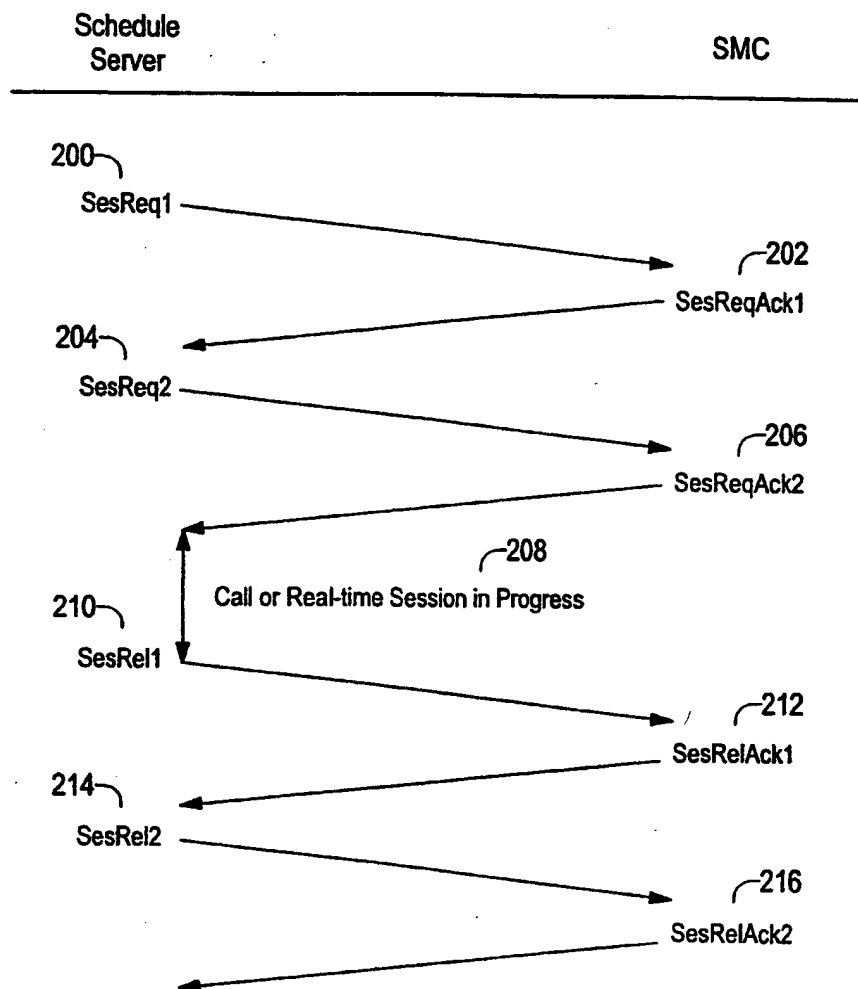 Schedule
Server
SMC
200
SesReq1
202
SesReqAck1
204
SesReq2
206
SesReqAck2
208
Call or Real-time Session in Progress
210
SesRel1
212
SesRelAck1
214
SesRel2
216
SesRelAck2